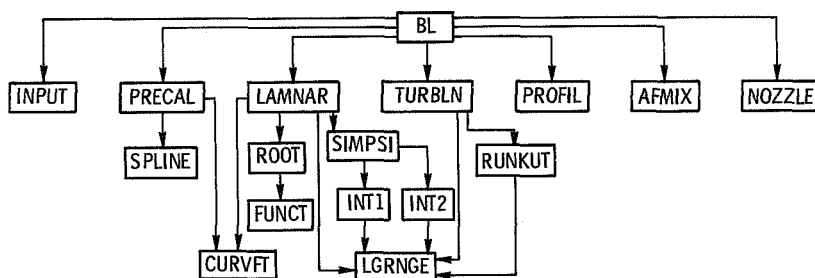 BL
INPUT
PRECAL
LAMNAR
TURBLN
PROFIL
AFMIX
NOZZLE
SPLINE
ROOT
SIMPSI
RUNKUT
FUNCT
INT1
INT2
CURVFT
LGRNGE